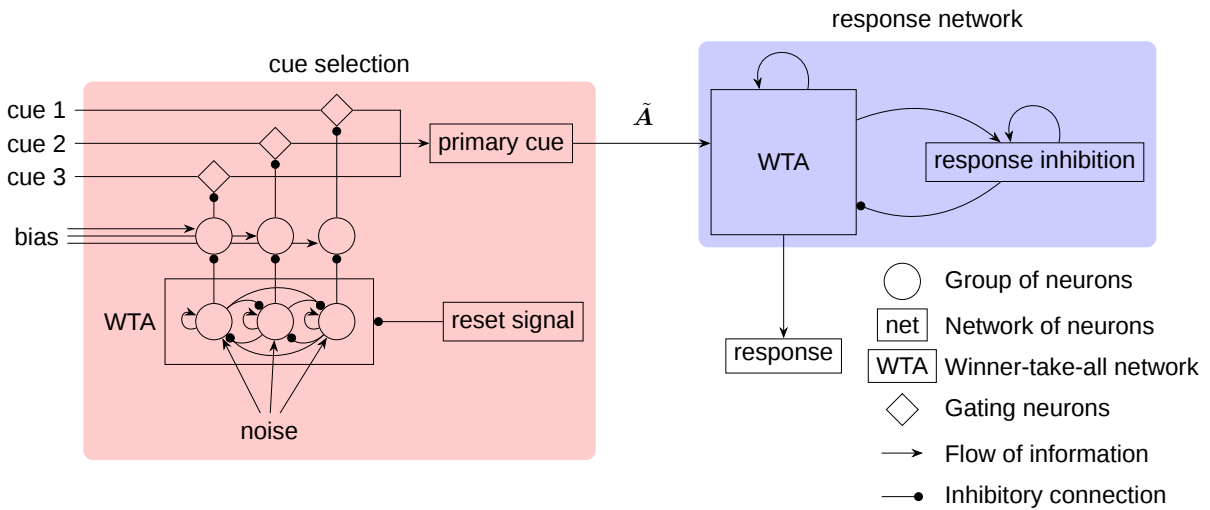 response network
cue selection
cue 1
cue 2
cue 3
primary cue
Ã
WTA
response inhibition
bias
WTA
reset signal
noise
response
Group of neurons
net Network of neurons
WTA Winner-take-all network
Gating neurons
Flow of information
Inhibitory connection